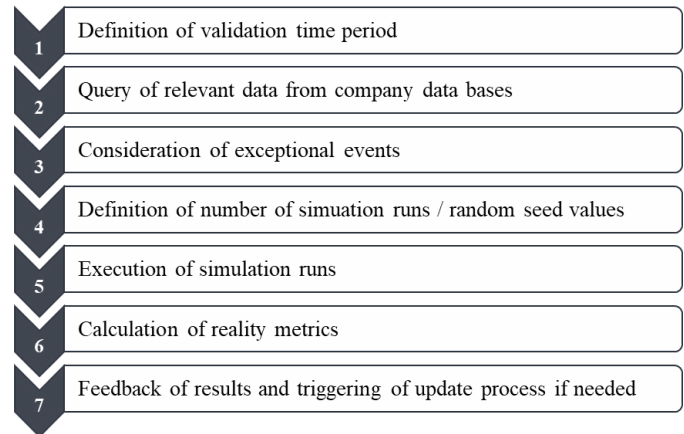 1 Definition of validation time period
2 Query of relevant data from company data bases
3 Consideration of exceptional events
4 Definition of number of simuation runs / random seed values
5 Execution of simulation runs
6 Calculation of reality metrics
7 Feedback of results and triggering of update process if needed